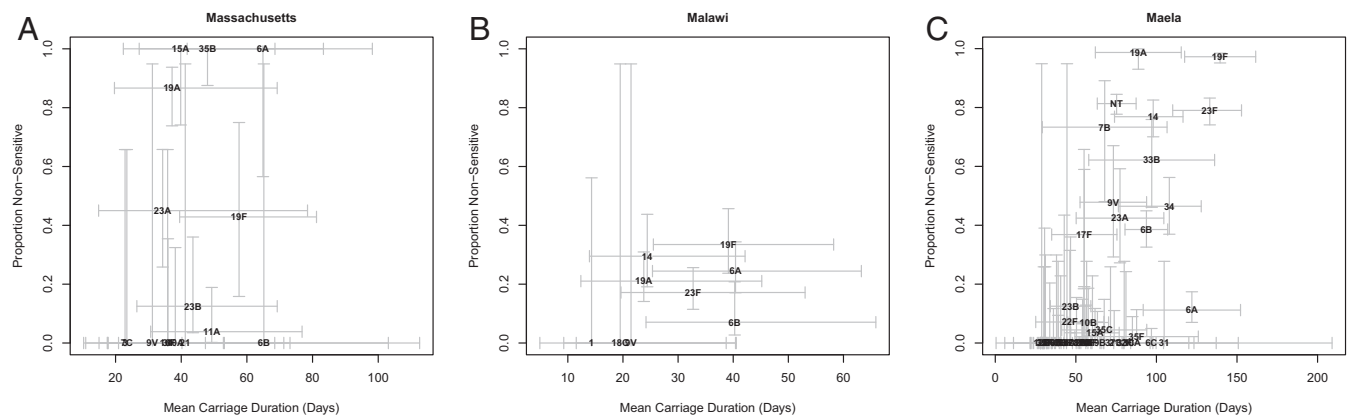 A
Massachusetts
1.0
0.8
0.6
0.4
0.2
0.0
Proportion Non−Sensitive
15A 35B 6A
19A
23A
19F
23B
11A
9V 21 6B
20 40 60 80 100
Mean Carriage Duration (Days)
B
Malawi
1.0
0.8
0.6
0.4
0.2
0.0
Proportion Non−Sensitive
19F
14
6A
19A
23F
6B
1 9V
10 20 30 40 50 60
Mean Carriage Duration (Days)
C
Maela
1.0
0.8
0.6
0.4
0.2
0.0
Proportion Non−Sensitive
19A
19F
NT
23F
14
7B
33B
9V
34
23A
6B
17F
23B
6A
22F 10B
35C
15A
35F
6C 31
0 50 100 150 200
Mean Carriage Duration (Days)